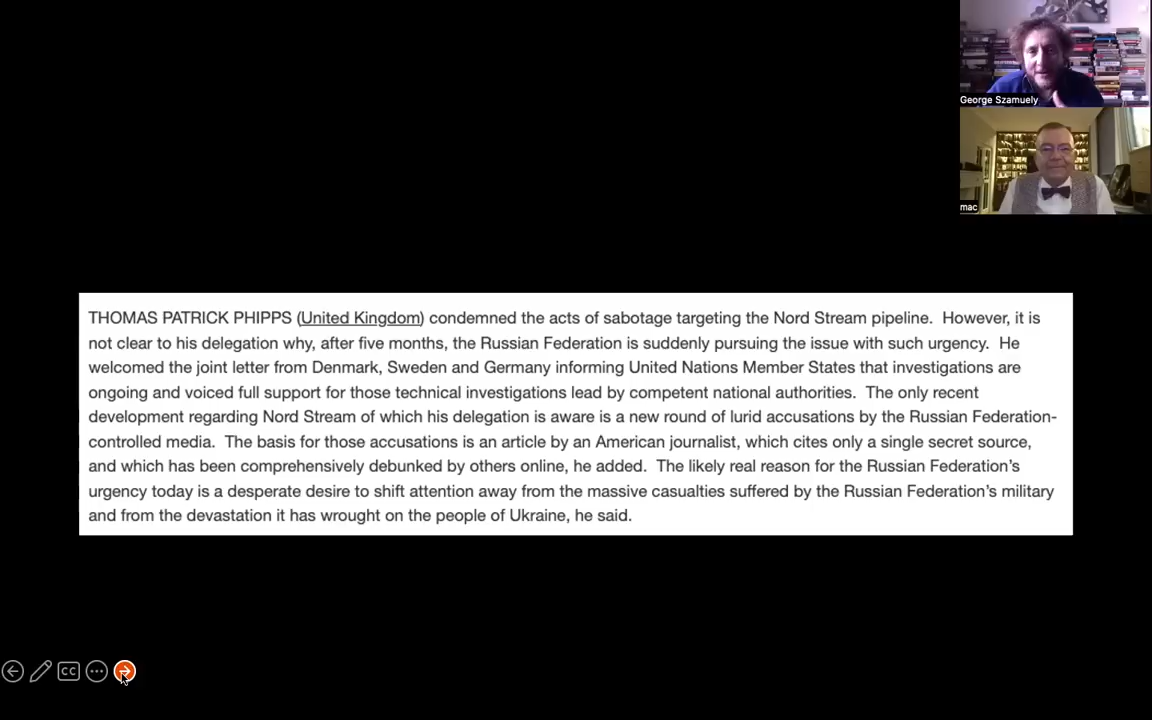 George Szamuely
mac
THOMAS PATRICK PHIPPS (United Kingdom) condemned the acts of sabotage targeting the Nord Stream pipeline.  However, it is
not clear to his delegation why, after five months, the Russian Federation is suddenly pursuing the issue with such urgency.  He
welcomed the joint letter from Denmark, Sweden and Germany informing United Nations Member States that investigations are
ongoing and voiced full support for those technical investigations lead by competent national authorities.  The only recent
development regarding Nord Stream of which his delegation is aware is a new round of lurid accusations by the Russian Federation-
controlled media.  The basis for those accusations is an article by an American journalist, which cites only a single secret source,
and which has been comprehensively debunked by others online, he added.  The likely real reason for the Russian Federation’s
urgency today is a desperate desire to shift attention away from the massive casualties suffered by the Russian Federation’s military
and from the devastation it has wrought on the people of Ukraine, he said.
CC